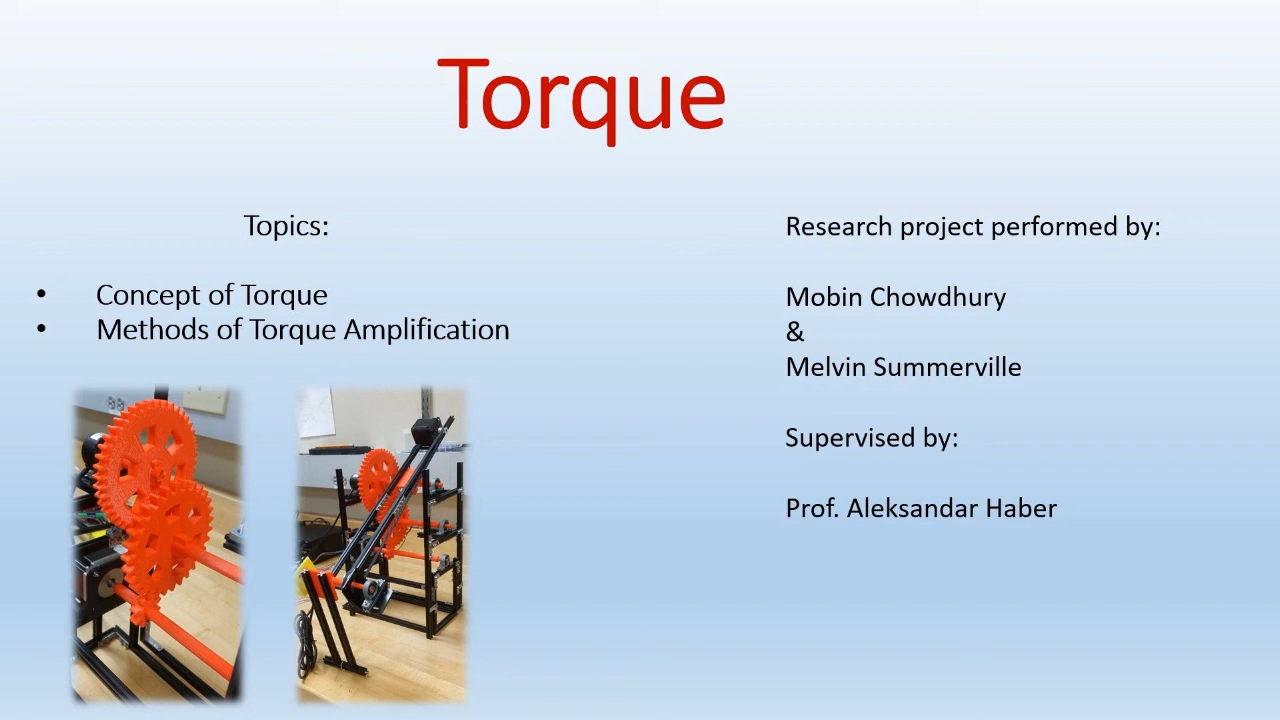 Torque
Topics:
• Concept of Torque
• Methods of Torque Amplification
Research project performed by:
Mobin Chowdhury
&
Melvin Summerville
Supervised by:
Prof. Aleksandar Haber